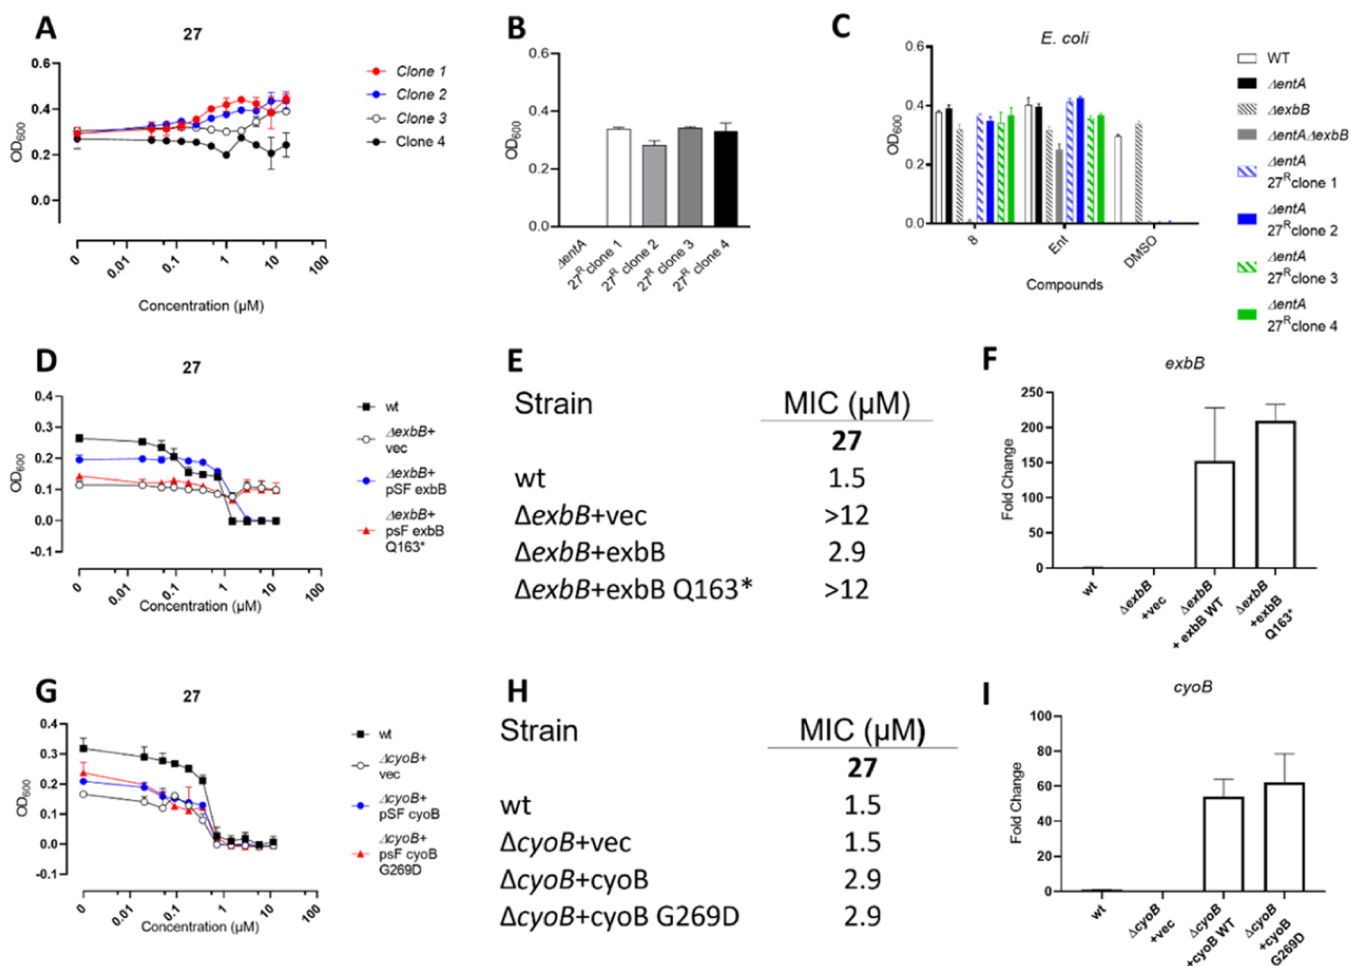 A
27
0.6
0.4
0.2
0.0
OD600
0
0.01
0.1
1
10
100
Concentration (µM)
Clone 1
Clone 2
Clone 3
Clone 4
B
0.6
0.4
0.2
0.0
OD600
ΔentA
27R clone 1
27R clone 2
27R clone 3
27R clone 4
C
E. coli
0.6
0.4
0.2
0.0
OD600
8
Ent
DMSO
Compounds
WT
ΔentA
ΔexbB
ΔentAΔexbB
ΔentA
27R clone 1
ΔentA
27R clone 2
ΔentA
27R clone 3
ΔentA
27R clone 4
D
27
0.4
0.3
0.2
0.1
0.0
-0.1
OD600
0
0.01
0.1
1
10
100
Concentration (µM)
wt
ΔexbB+
vec
ΔexbB+
pSF exbB
ΔexbB+
psF exbB
Q163*
E
Strain MIC (µM)
27
wt 1.5
ΔexbB+vec >12
ΔexbB+exbB 2.9
ΔexbB+exbB Q163* >12
F
exbB
250
200
150
100
50
0
Fold Change
wt
ΔexbB
+vec
ΔexbB
+ exbB WT
ΔexbB
+exbB
Q163*
G
27
0.4
0.3
0.2
0.1
0.0
-0.1
OD600
0
0.01
0.1
1
10
100
Concentration (µM)
wt
ΔcyoB+
vec
ΔcyoB+
pSF cyoB
ΔcyoB+
psF cyoB
G269D
H
Strain MIC (µM)
27
wt 1.5
ΔcyoB+vec 1.5
ΔcyoB+cyoB 2.9
ΔcyoB+cyoB G269D 2.9
I
cyoB
100
80
60
40
20
0
Fold Change
wt
ΔcyoB
+vec
ΔcyoB
+cyoB WT
ΔcyoB
+cyoB
G269D